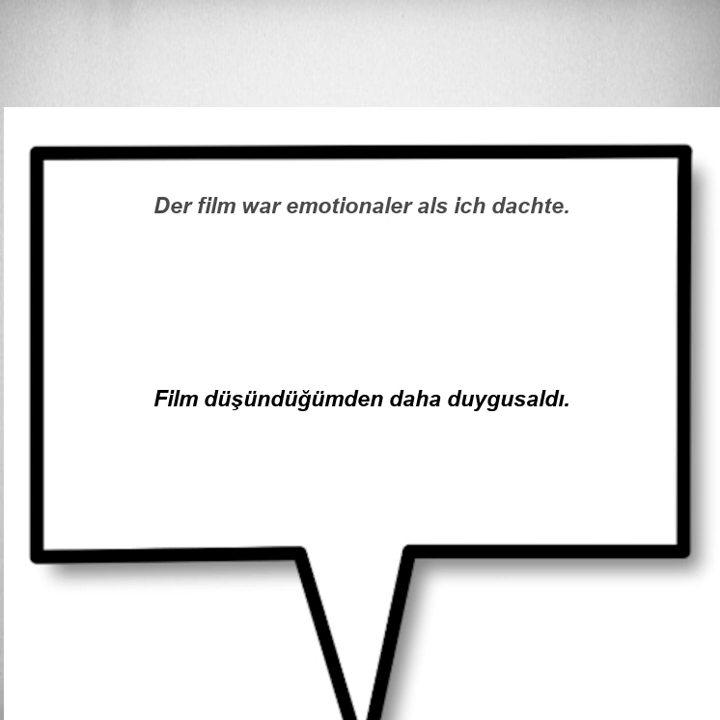 Der film war emotionaler als ich dachte.
Film düşündüğümden daha duygusaldı.